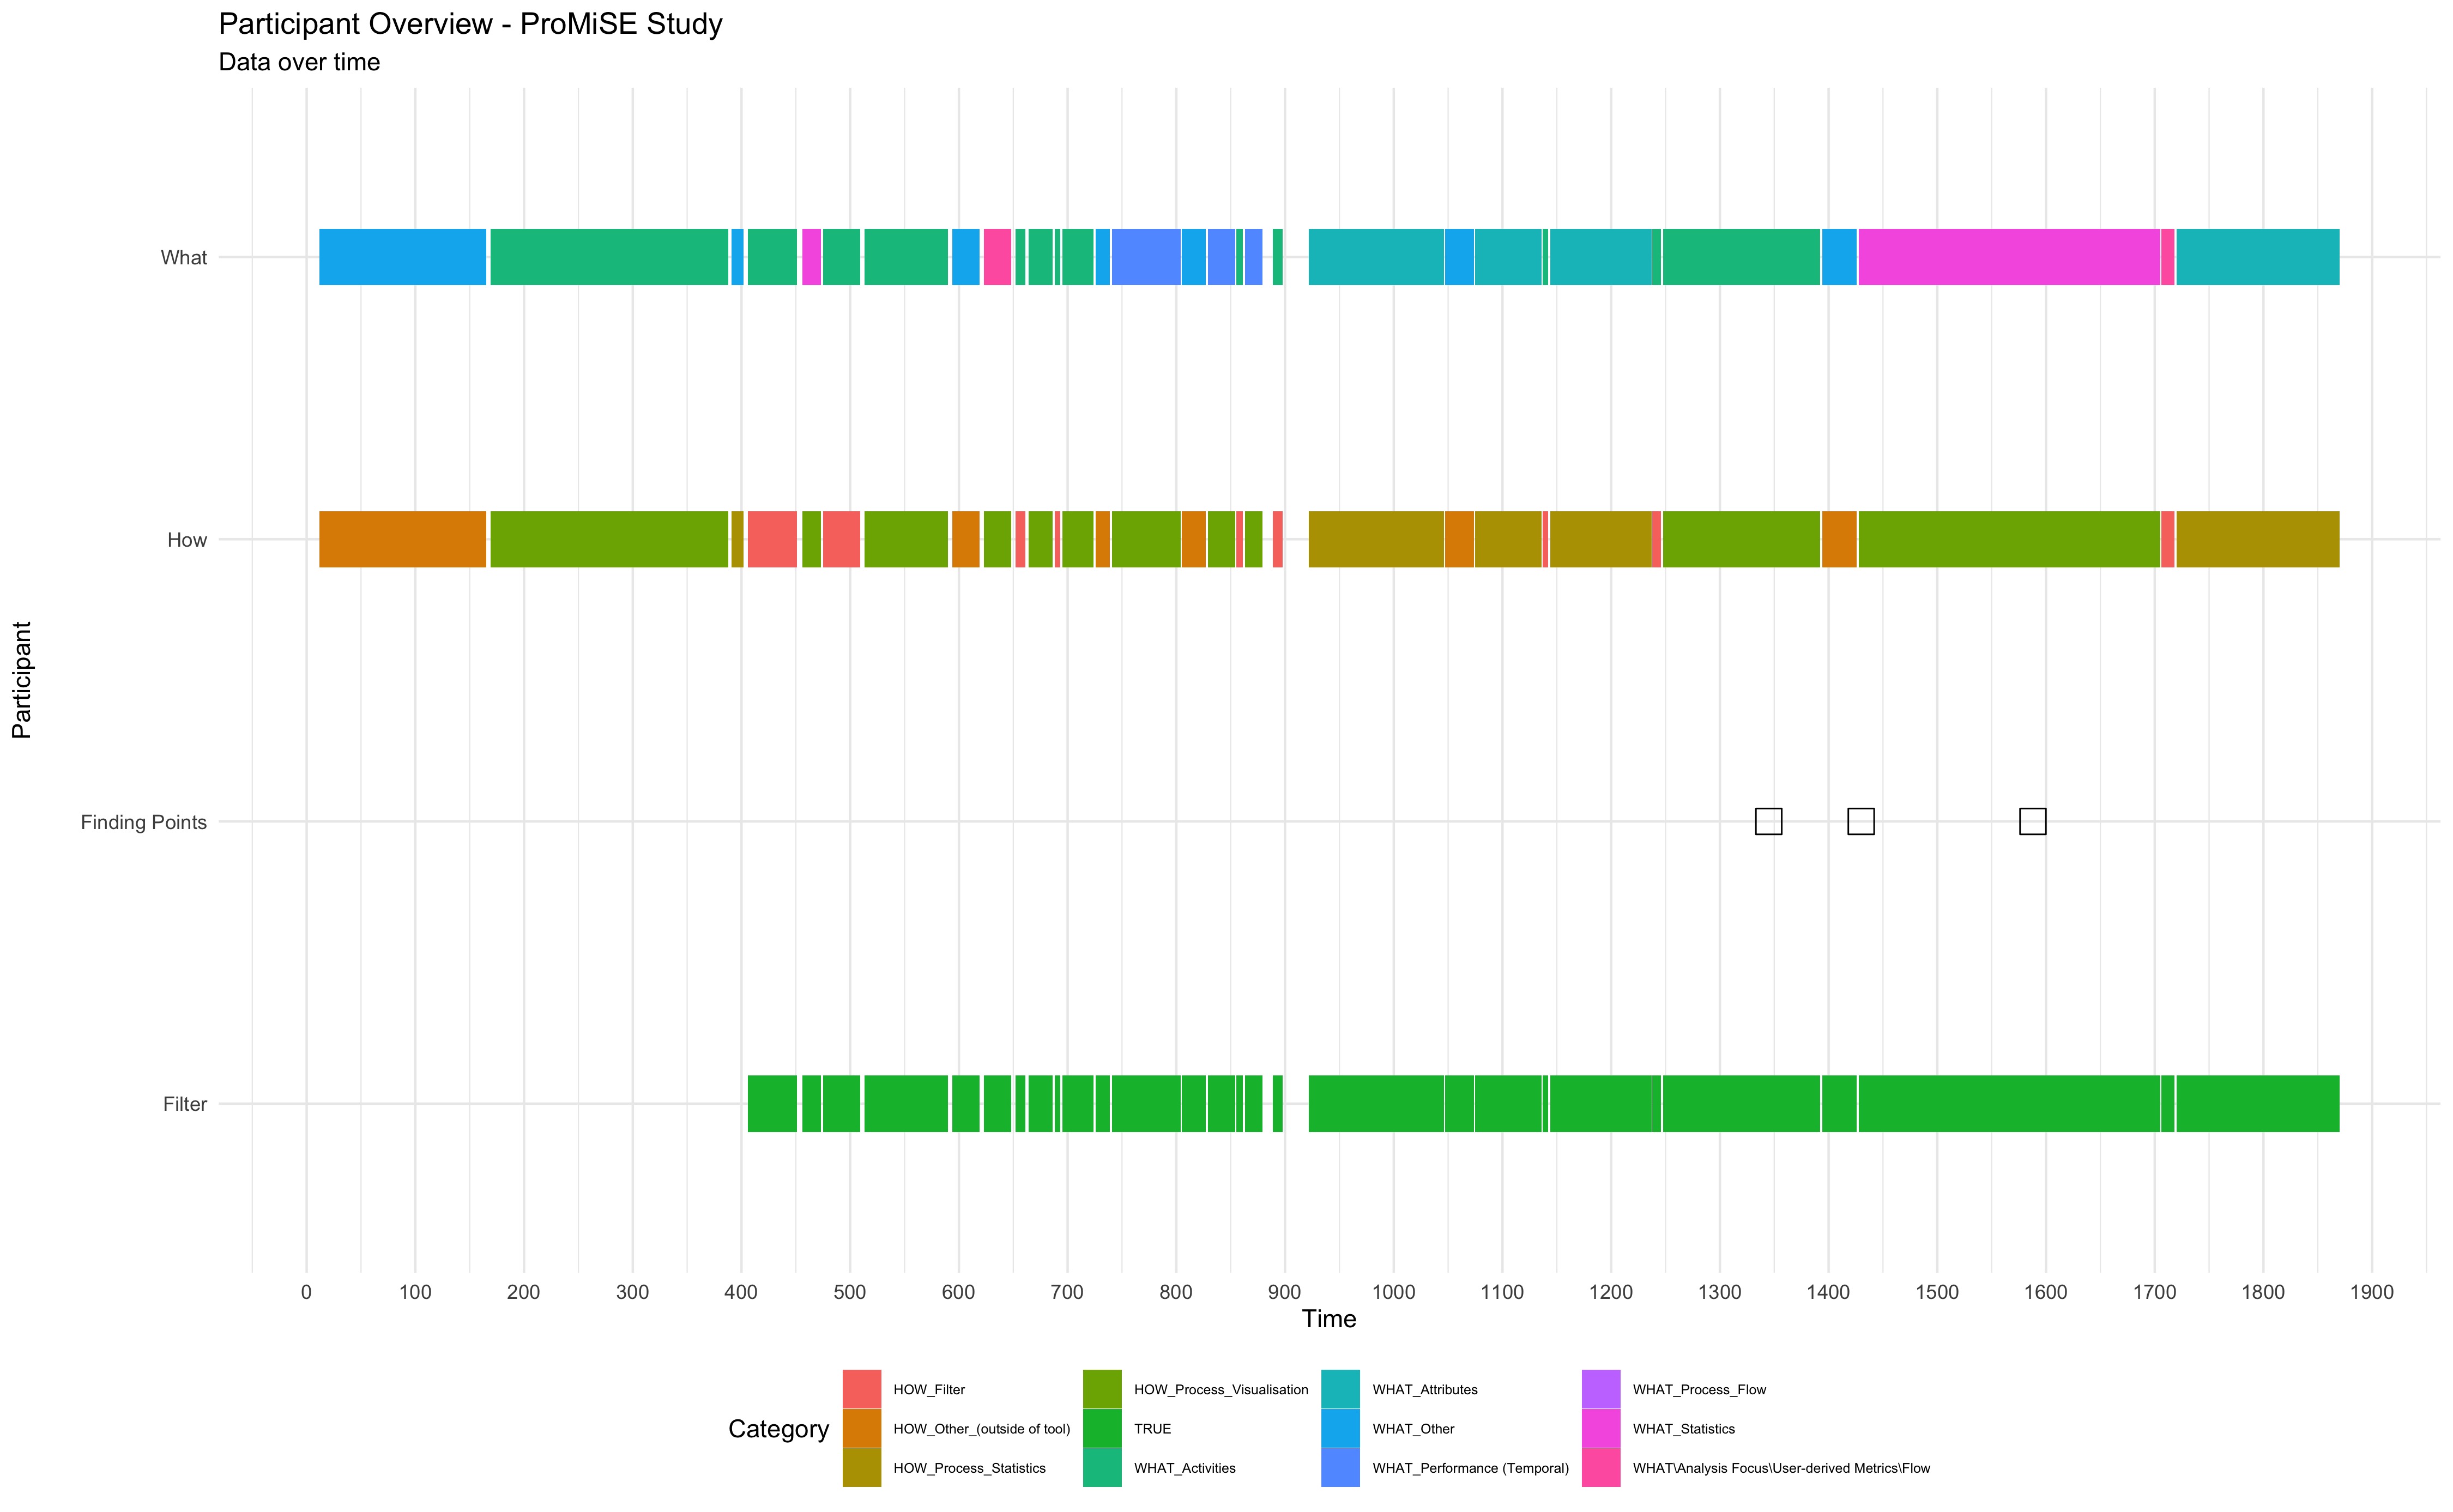 Participant Overview - ProMiSE Study
Data over time
Participant
What
How
Finding Points
Filter
0 100 200 300 400 500 600 700 800 900 1000 1100 1200 1300 1400 1500 1600 1700 1800 1900
Time
Category
HOW_Filter
HOW_Other_(outside of tool)
HOW_Process_Statistics
HOW_Process_Visualisation
TRUE
WHAT_Activities
WHAT_Attributes
WHAT_Other
WHAT_Performance (Temporal)
WHAT_Process_Flow
WHAT_Statistics
WHAT\Analysis Focus\User-derived Metrics\Flow